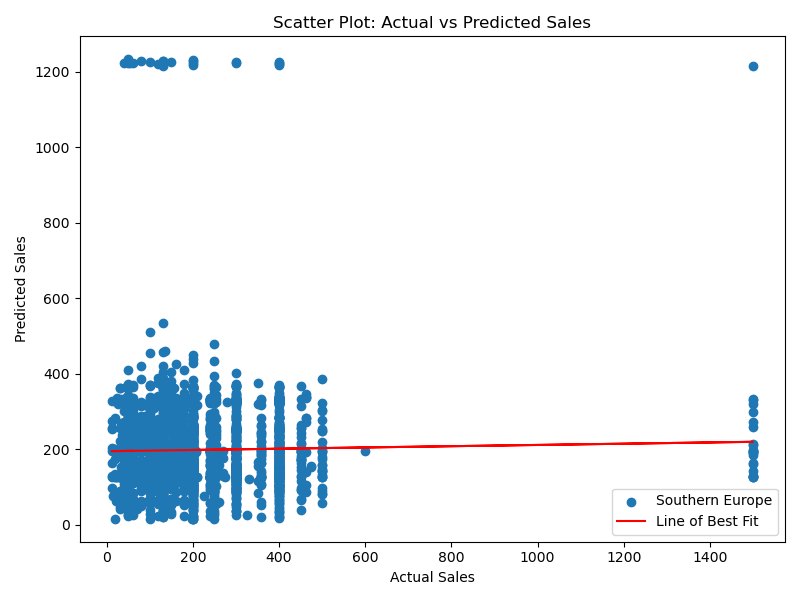 Scatter Plot: Actual vs Predicted Sales
1200
1000
800
600
400
200
0
Predicted Sales
Southern Europe
Line of Best Fit
0 200 400 600 800 1000 1200 1400
Actual Sales